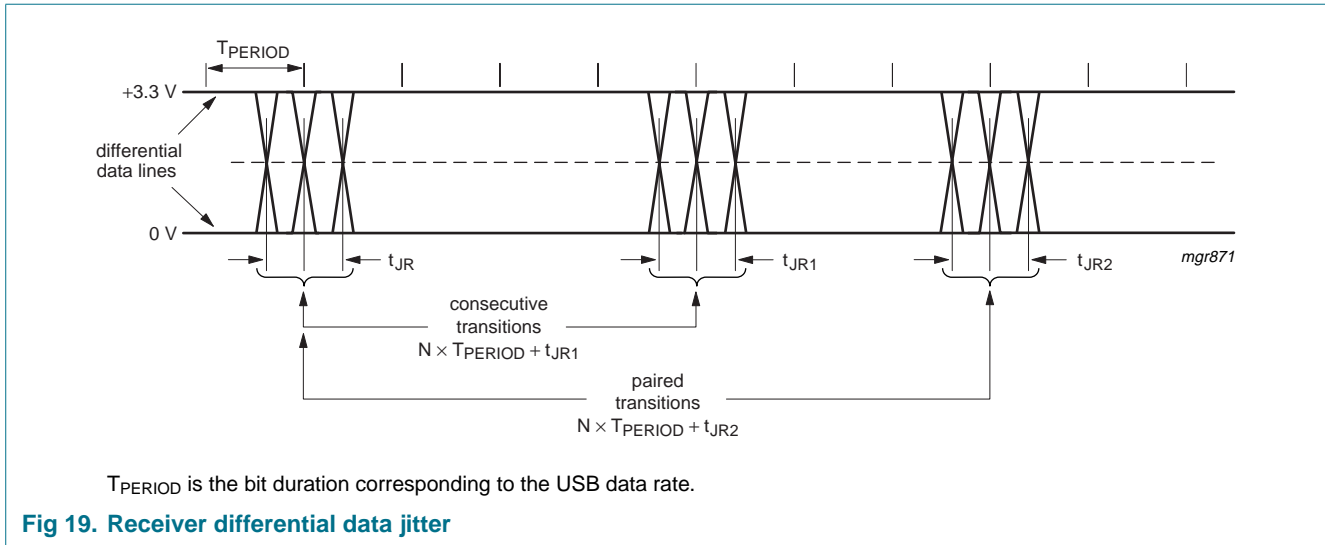 TPERIOD
+3.3 V
differential
data lines
0 V
tJR
tJR1
tJR2
mgr871
consecutive
transitions
N × TPERIOD + tJR1
paired
transitions
N × TPERIOD + tJR2
TPERIOD is the bit duration corresponding to the USB data rate.
Fig 19. Receiver differential data jitter